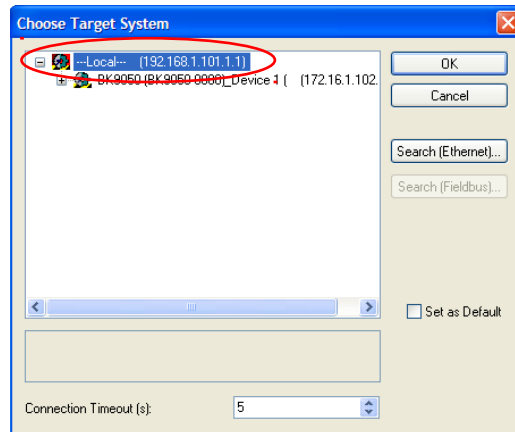 Choose Target System
---Local--- (192.168.1.101.1.1)
BK9050 (BK9050-0000)_Device 1 ( (172.16.1.102.
OK
Cancel
Search (Ethernet)...
Search (Fieldbus)...
Set as Default
Connection Timeout (s):
5